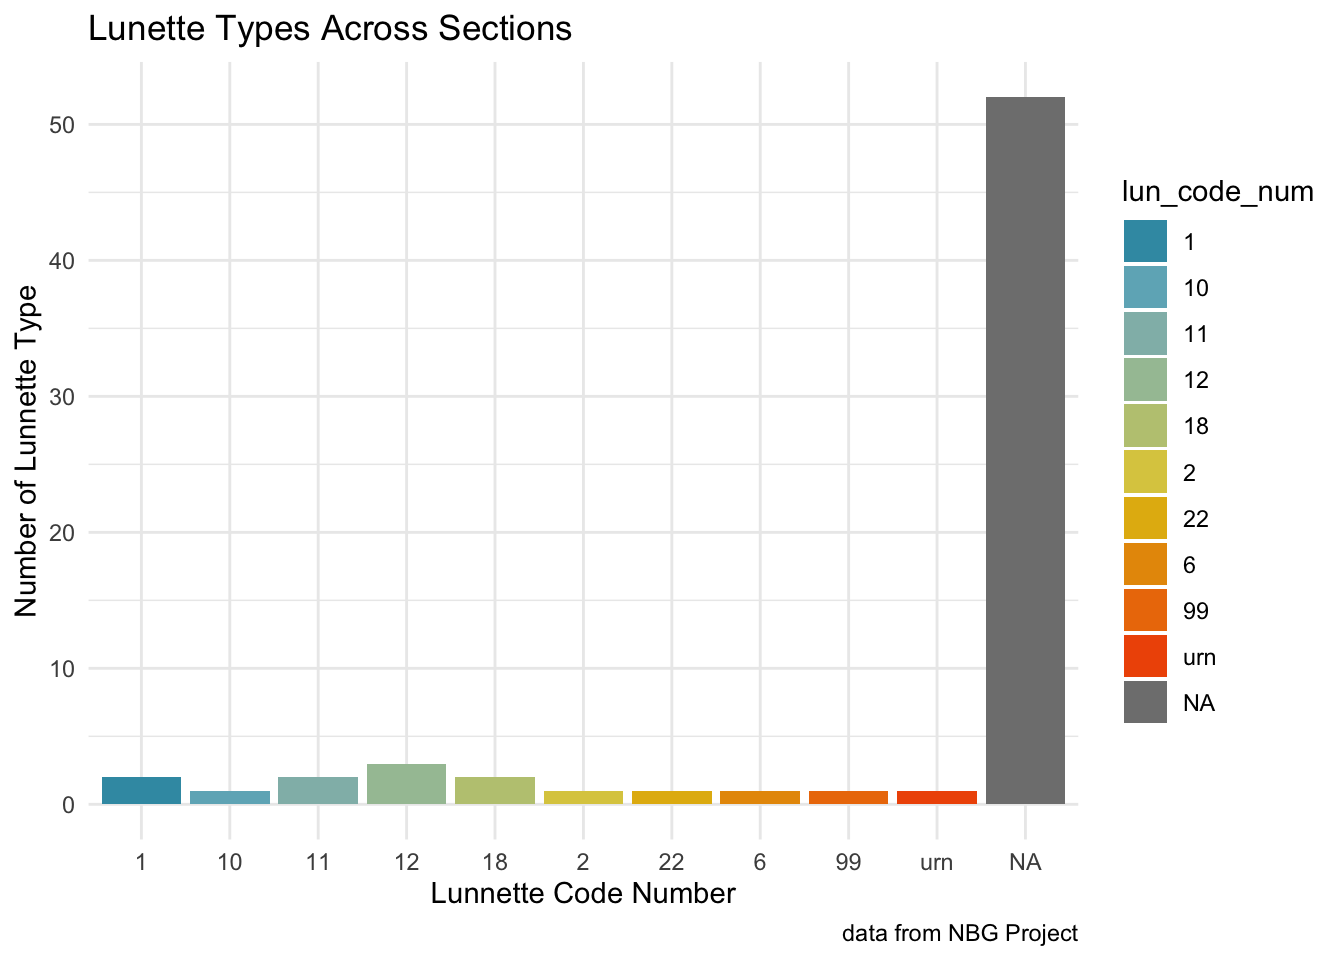 Lunette Types Across Sections
Number of Lunnette Type
50
40
30
20
10
0
1 10 11 12 18 2 22 6 99 urn NA
Lunnette Code Number
data from NBG Project
lun_code_num
1
10
11
12
18
2
22
6
99
urn
NA